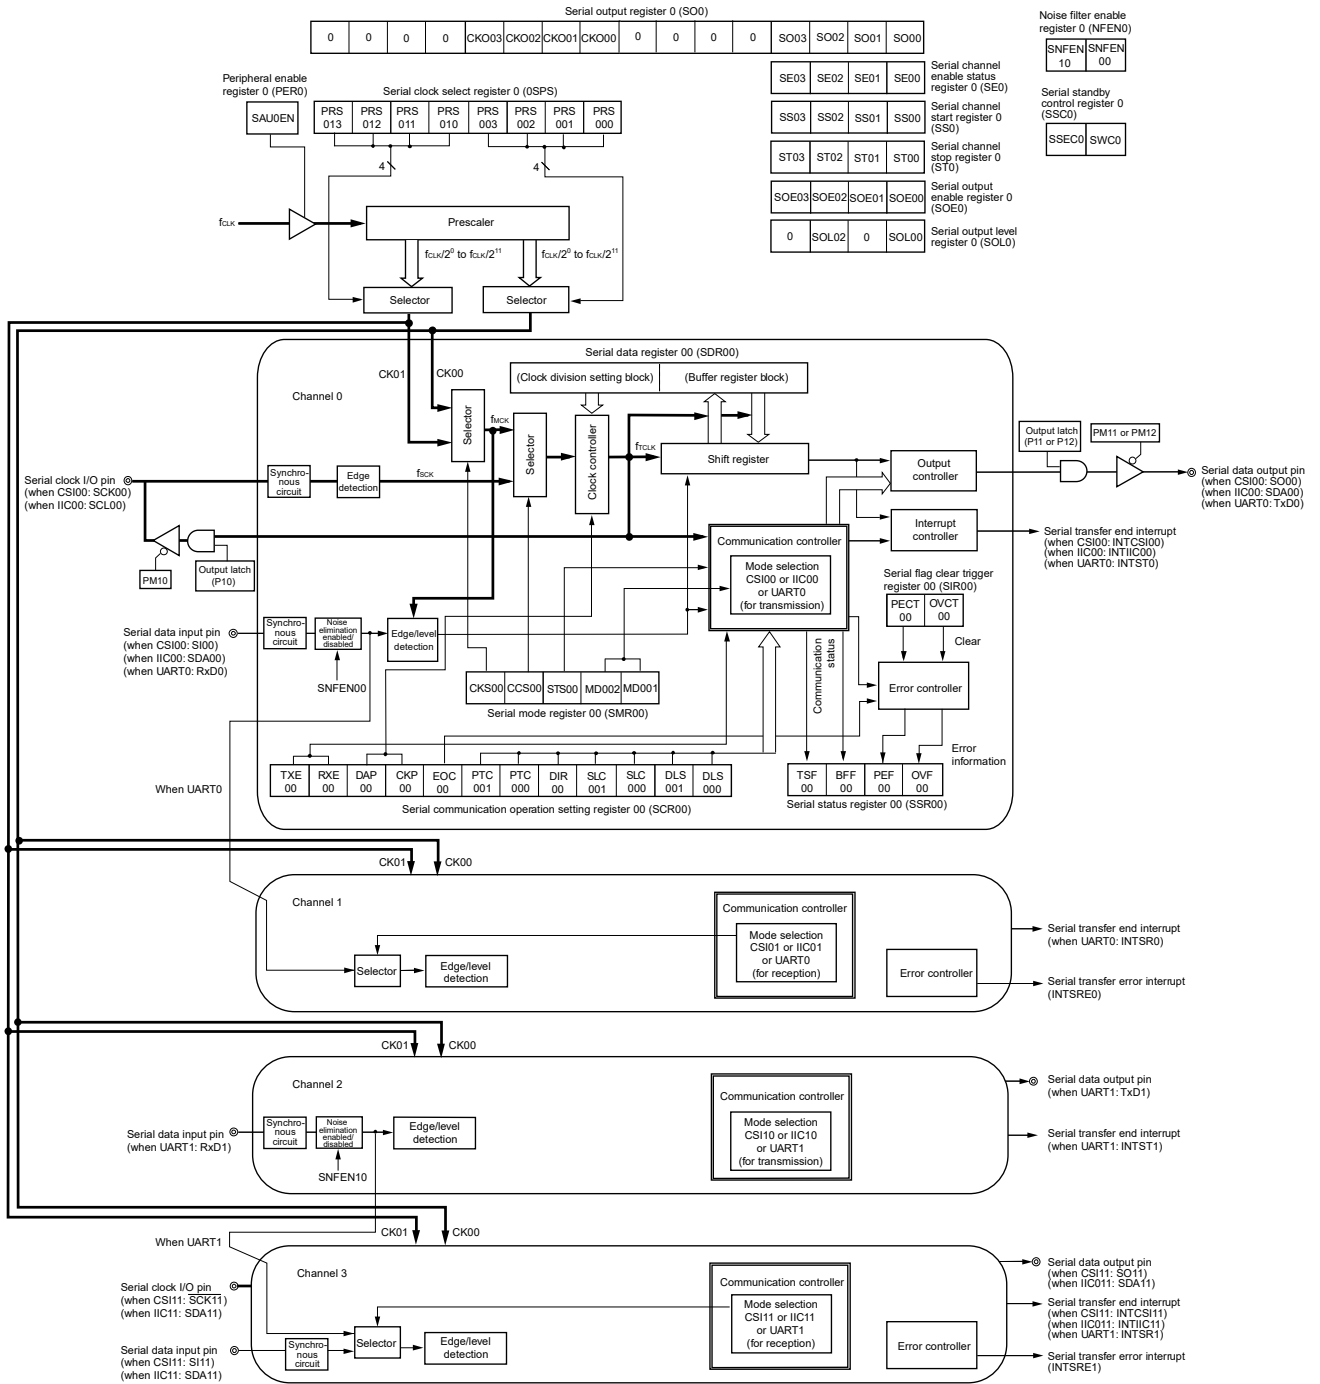 Serial output register 0 (SO0)
0 0 0 0 CKO03 CKO02 CKO01 CKO00 0 0 0 0 SO03 SO02 SO01 SO00
Noise filter enable
register 0 (NFEN0)
SNFEN
10
SNFEN
00
Peripheral enable
register 0 (PER0)
SAU0EN
Serial clock select register 0 (0SPS)
PRS
013
PRS
012
PRS
011
PRS
010
PRS
003
PRS
002
PRS
001
PRS
000
SE03 SE02 SE01 SE00
Serial channel
enable status
register 0 (SE0)
SS03 SS02 SS01 SS00
Serial channel
start register 0
(SS0)
ST03 ST02 ST01 ST00
Serial channel
stop register 0
(ST0)
SOE03 SOE02 SOE01 SOE00
Serial output
enable register 0
(SOE0)
0 SOL02 0 SOL00
Serial output level
register 0 (SOL0)
Serial standby
control register 0
(SSC0)
SSEC0 SWC0
4
4
fCLK
Prescaler
fCLK/2⁰ to fCLK/2¹¹
fCLK/2⁰ to fCLK/2¹¹
Selector
Selector
Channel 0
CK01
CK00
Serial data register 00 (SDR00)
(Clock division setting block)
(Buffer register block)
Selector
fMCK
Selector
Clock controller
fTCLK
Shift register
Output
controller
Interrupt
controller
Output latch
(P11 or P12)
PM11 or PM12
Serial data output pin
(when CSI00: SO00)
(when IIC00: SDA00)
(when UART0: TxD0)
Serial clock I/O pin
(when CSI00: SCK00)
(when IIC00: SCL00)
Synchro-
nous
circuit
Edge
detection
fSCK
PM10
Output latch
(P10)
Communication controller
Mode selection
CSI00 or IIC00
or UART0
(for transmission)
Serial transfer end interrupt
(when CSI00: INTCSI00)
(when IIC00: INTIIC00)
(when UART0: INTST0)
Serial flag clear trigger
register 00 (SIR00)
PECT
00
OVCT
00
Clear
Serial data input pin
(when CSI00: SI00)
(when IIC00: SDA00)
(when UART0: RxD0)
Synchro-
nous
circuit
Noise
elimination
enabled/
disabled
SNFEN00
Edge/level
detection
CKS00 CCS00 STS00 MD002 MD001
Serial mode register 00 (SMR00)
Communication
status
Error controller
Error
information
When UART0
TXE
00
RXE
00
DAP
00
CKP
00
EOC
00
PTC
001
PTC
000
DIR
00
SLC
001
SLC
000
DLS
001
DLS
000
Serial communication operation setting register 00 (SCR00)
TSF
00
BFF
00
PEF
00
OVF
00
Serial status register 00 (SSR00)
CK01
CK00
Channel 1
Communication controller
Mode selection
CSI01 or IIC01
or UART0
(for reception)
Selector
Edge/level
detection
Error controller
Serial transfer end interrupt
(when UART0: INTSR0)
Serial transfer error interrupt
(INTSRE0)
CK01
CK00
Channel 2
Communication controller
Mode selection
CSI10 or IIC10
or UART1
(for transmission)
Serial data input pin
(when UART1: RxD1)
Synchro-
nous
circuit
Noise
elimination
enabled/
disabled
SNFEN10
Edge/level
detection
Serial data output pin
(when UART1: TxD1)
Serial transfer end interrupt
(when UART1: INTST1)
CK01
CK00
When UART1
Channel 3
Communication controller
Mode selection
CSI11 or IIC11
or UART1
(for reception)
Serial clock I/O pin
(when CSI11: SCK11)
(when IIC11: SDA11)
Serial data input pin
(when CSI11: SI11)
(when IIC11: SDA11)
Synchro-
nous
circuit
Selector
Edge/level
detection
Error controller
Serial data output pin
(when CSI11: SO11)
(when IIC011: SDA11)
Serial transfer end interrupt
(when CSI11: INTCSI11)
(when IIC011: INTIIC11)
(when UART1: INTSR1)
Serial transfer error interrupt
(INTSRE1)